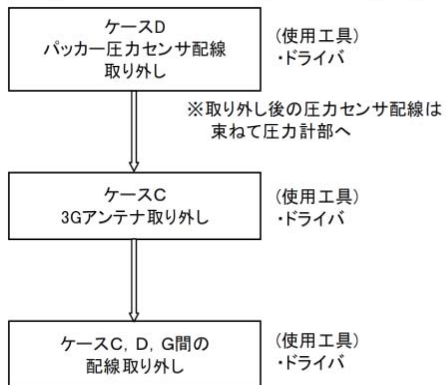 ケースD
パッカー圧力センサ配線
取り外し
(使用工具)
・ドライバ
※取り外し後の圧力センサ配線は
束ねて圧力計部へ
ケースC
3Gアンテナ取り外し
(使用工具)
・ドライバ
ケースC, D, G間の
配線取り外し
(使用工具)
・ドライバ